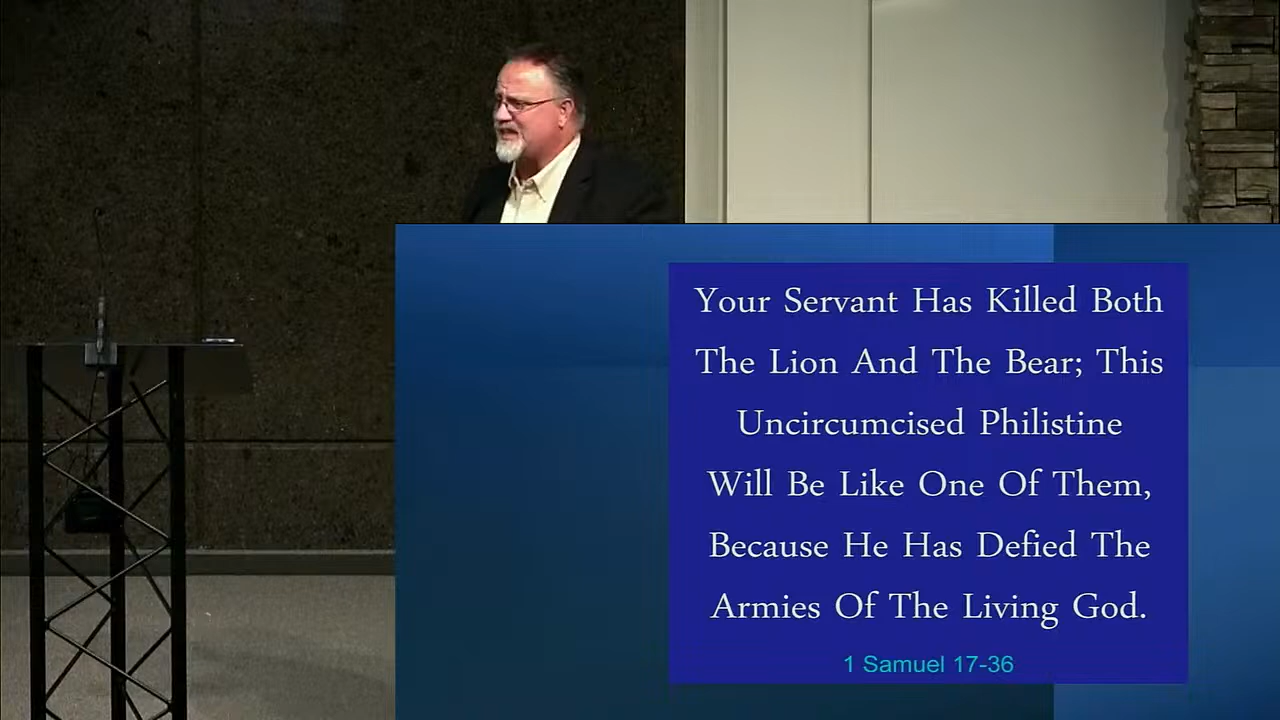 Your Servant Has Killed Both
The Lion And The Bear; This
Uncircumcised Philistine
Will Be Like One Of Them,
Because He Has Defied The
Armies Of The Living God.
1 Samuel 17-36